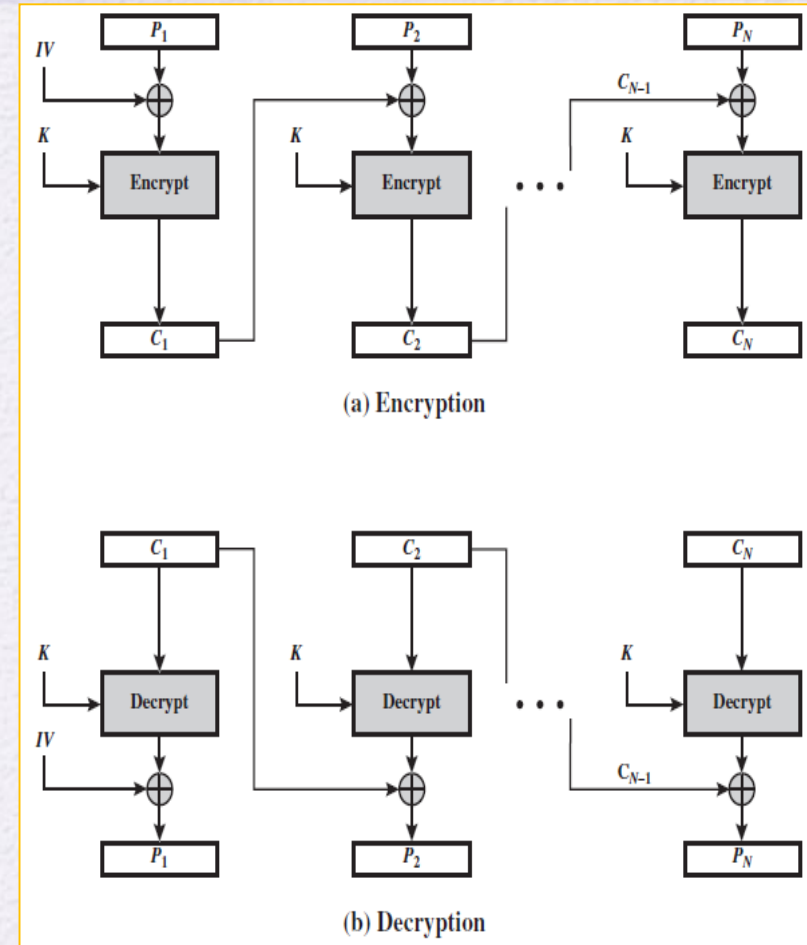 P1 P2 PN
IV
CN–1
K K K
Encrypt Encrypt • • • Encrypt
C1 C2 CN
(a) Encryption
C1 C2 CN
K K K
Decrypt Decrypt • • • Decrypt
IV
CN–1
P1 P2 PN
(b) Decryption